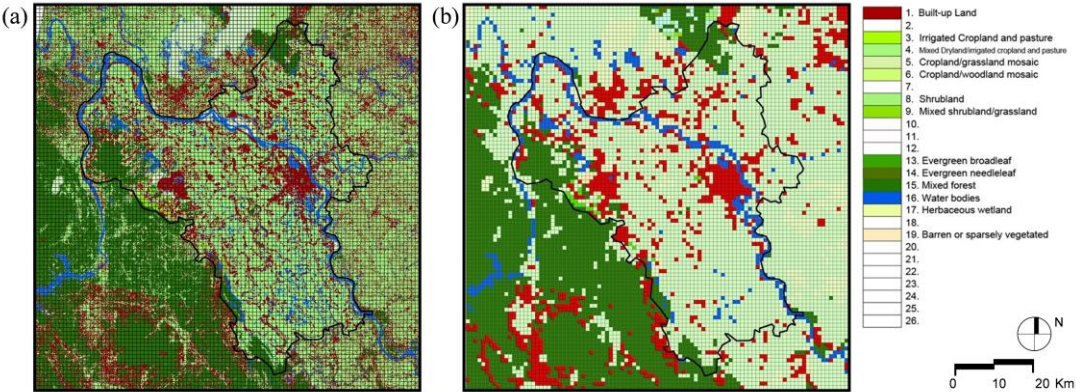 (a)
(b)
1. Built-up Land
2.
3. Irrigated Cropland and pasture
4. Mixed Dryland/irrigated cropland and pasture
5. Cropland/grassland mosaic
6. Cropland/woodland mosaic
7.
8. Shrubland
9. Mixed shrubland/grassland
10.
11.
12.
13. Evergreen broadleaf
14. Evergreen needleleaf
15. Mixed forest
16. Water bodies
17. Herbaceous wetland
18.
19. Barren or sparsely vegetated
20.
21.
22.
23.
24.
25.
26.
N
0 10 20 Km